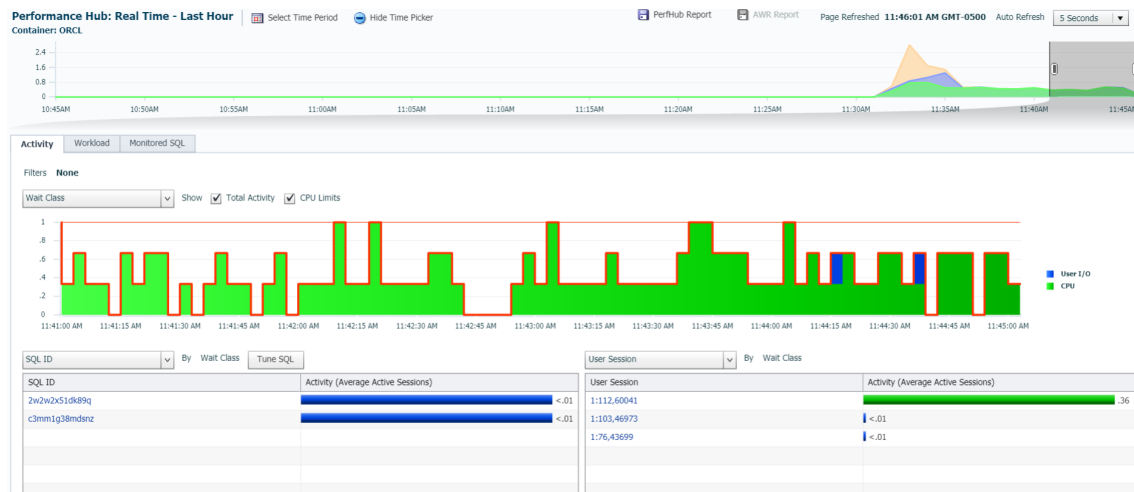 Performance Hub: Real Time - Last Hour Select Time Period Hide Time Picker PerfHub Report AWR Report Page Refreshed 11:46:01 AM GMT-0500 Auto Refresh 5 Seconds
Container: ORCL
2.4
1.6
0.8
0
10:45AM 10:50AM 10:55AM 11:00AM 11:05AM 11:10AM 11:15AM 11:20AM 11:25AM 11:30AM 11:35AM 11:40AM 11:45AM
Activity Workload Monitored SQL
Filters None
Wait Class Show Total Activity CPU Limits
1
.8
.6
.4
.2
0
User I/O
CPU
11:41:00 AM 11:41:15 AM 11:41:30 AM 11:41:45 AM 11:42:00 AM 11:42:15 AM 11:42:30 AM 11:42:45 AM 11:43:00 AM 11:43:15 AM 11:43:30 AM 11:43:45 AM 11:44:00 AM 11:44:15 AM 11:44:30 AM 11:44:45 AM 11:45:00 AM
SQL ID By Wait Class Tune SQL User Session By Wait Class
SQL ID Activity (Average Active Sessions) User Session Activity (Average Active Sessions)
2w2w2x51dk89q <.01 1:112,60041 .36
c3mm1g38mdsnz <.01 1:103,46973 <.01
1:76,43699 <.01